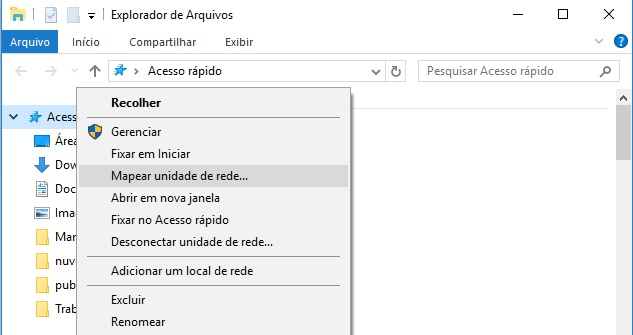 Explorador de Arquivos
Arquivo Início Compartilhar Exibir
Acesso rápido Pesquisar Acesso rápido
Recolher
Acess
Gerenciar
Área
Fixar em Iniciar
Dow
Mapear unidade de rede...
Doc
Abrir em nova janela
Imag
Fixar no Acesso rápido
Mar
Desconectar unidade de rede...
nuv
Adicionar um local de rede
pub
Excluir
Trab
Renomear